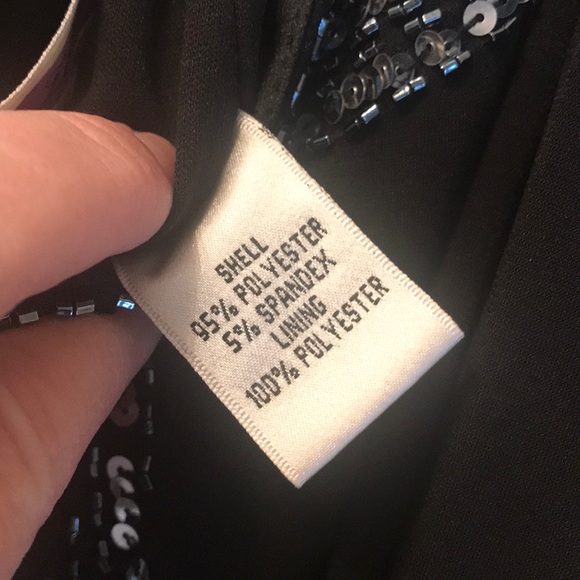 SHELL
95% POLYESTER
5% SPANDEX
LINING
100% POLYESTER